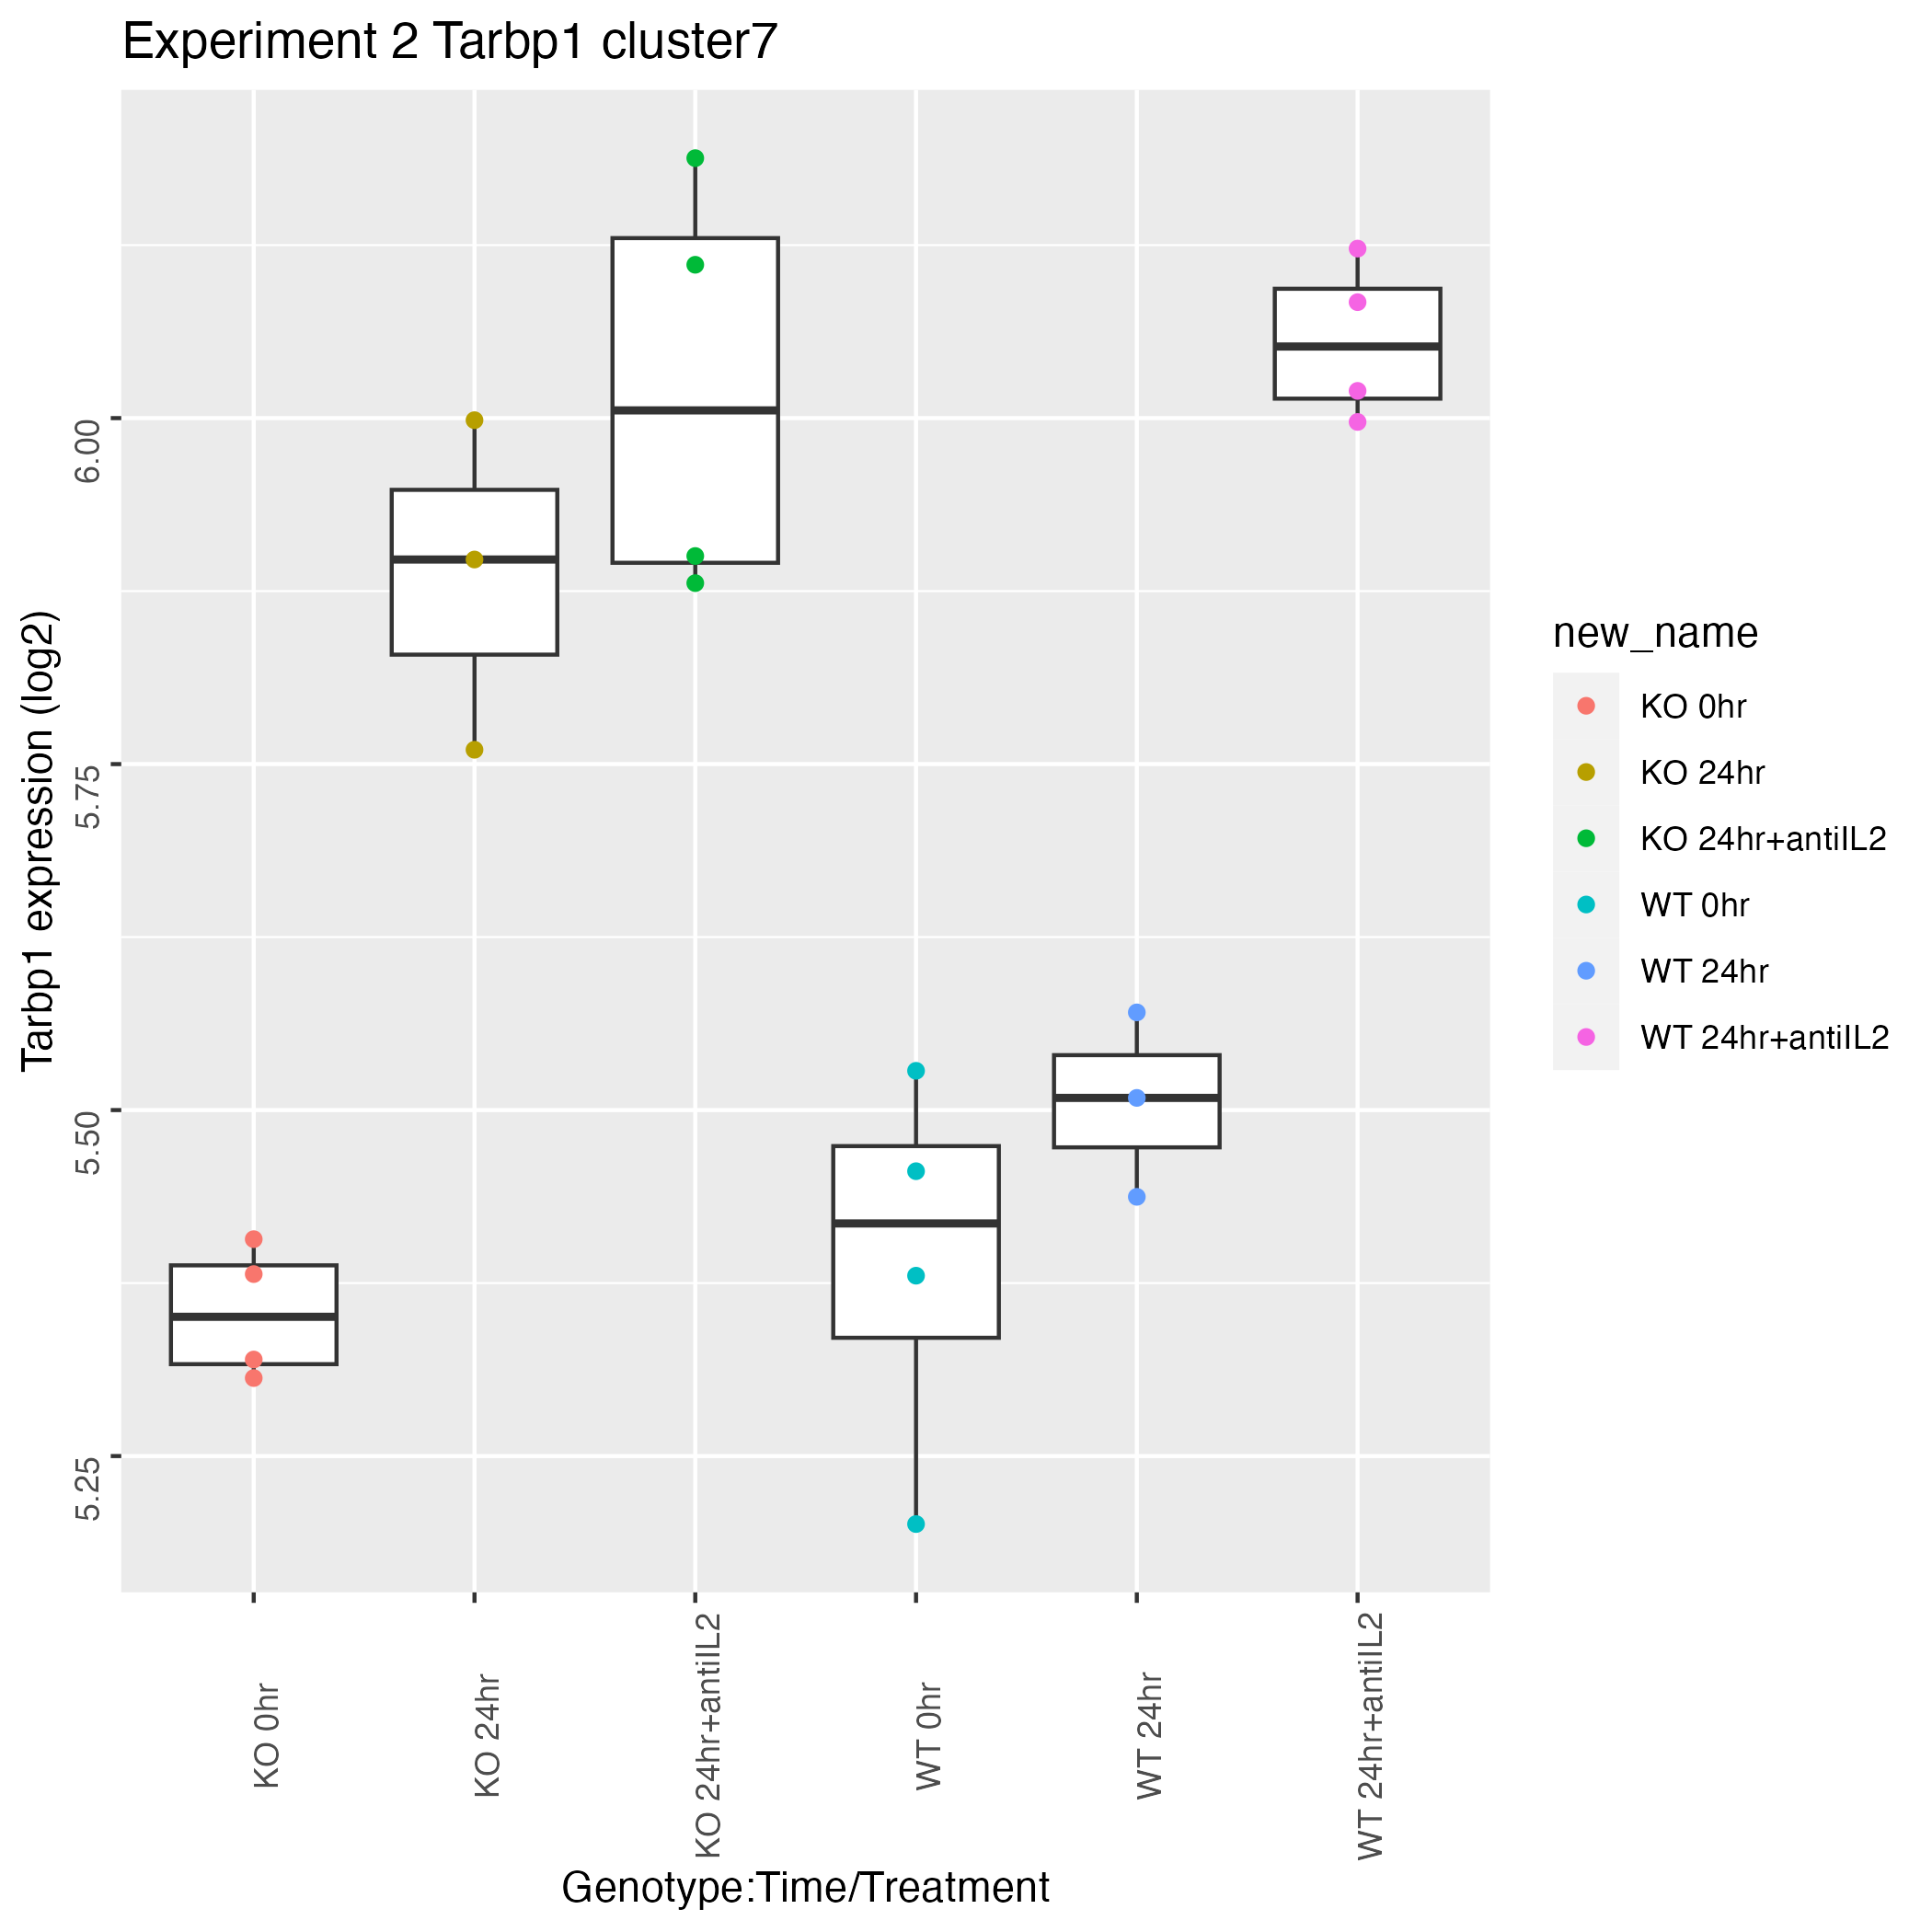 Experiment 2 Tarbp1 cluster7
Tarbp1 expression (log2)
6.00
5.75
5.50
5.25
KO 0hr
KO 24hr
KO 24hr+antiIL2
WT 0hr
WT 24hr
WT 24hr+antiIL2
Genotype:Time/Treatment
new_name
KO 0hr
KO 24hr
KO 24hr+antiIL2
WT 0hr
WT 24hr
WT 24hr+antiIL2